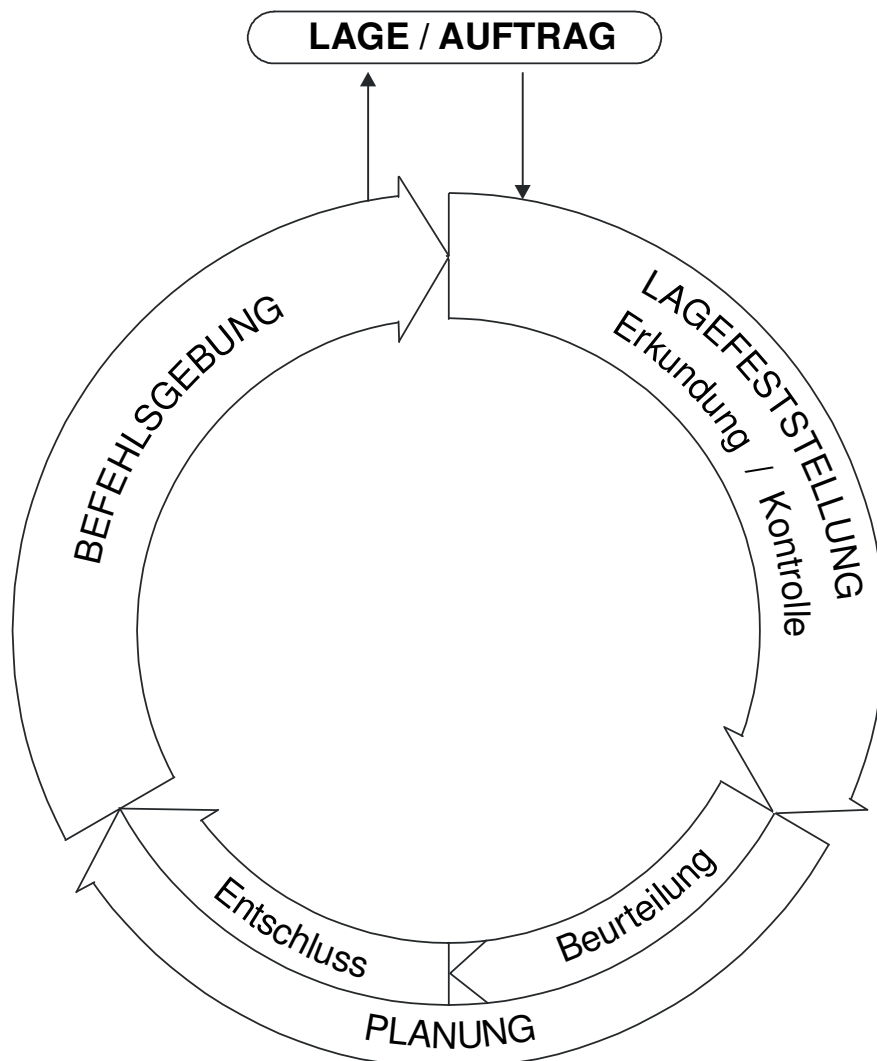 LAGE / AUFTRAG
LAGEFESTSTELLUNG
Erkundung / Kontrolle
Beurteilung
Entschluss
PLANUNG
BEFEHLSGEBUNG